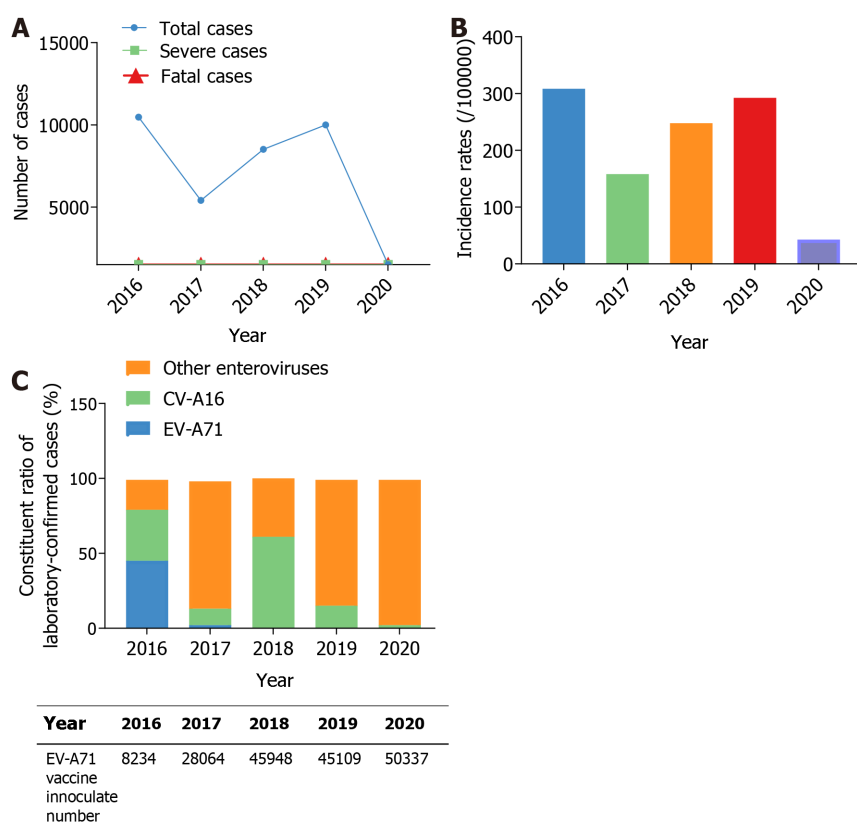 A
Total cases
Severe cases
Fatal cases
Number of cases
15000
10000
5000
2016
2017
2018
2019
2020
Year
B
Incidence rates (/100000)
400
300
200
100
0
2016
2017
2018
2019
2020
Year
C
Other enteroviruses
CV-A16
EV-A71
Constituent ratio of
laboratory-confirmed cases (%)
150
100
50
0
2016 2017 2018 2019 2020
Year
Year 2016 2017 2018 2019 2020
EV-A71 8234 28064 45948 45109 50337
vaccine
innoculate
number